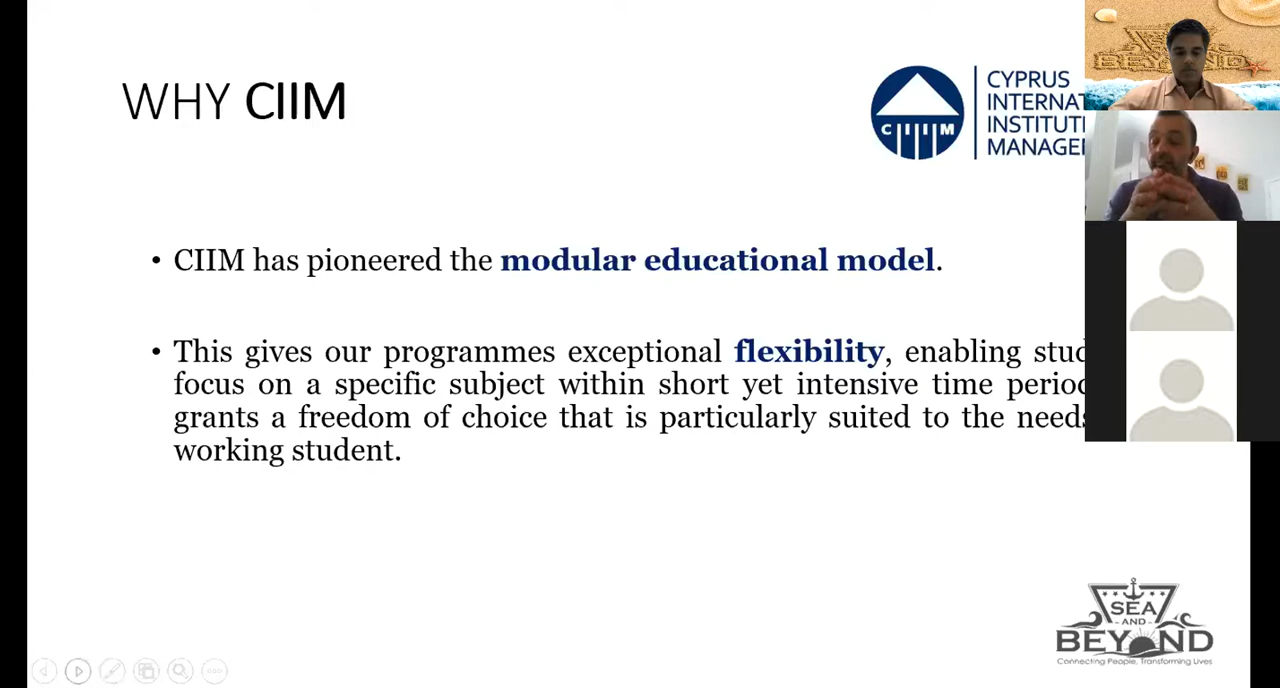 WHY CIIM
CYPRUS
INTERNAT
INSTITUT
MANAGE
CIIM
• CIIM has pioneered the modular educational model.
• This gives our programmes exceptional flexibility, enabling stud
focus on a specific subject within short yet intensive time perio
grants a freedom of choice that is particularly suited to the needs
working student.
BEYOND
SEA
AND
BEYOND
Connecting People, Transforming Lives